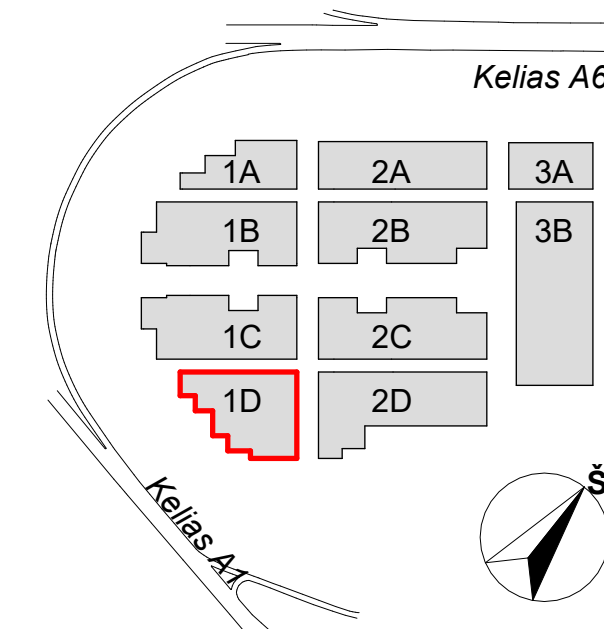 Kelias A6
1A 2A 3A
1B 2B 3B
1C 2C
1D 2D
Š
Kelias A1